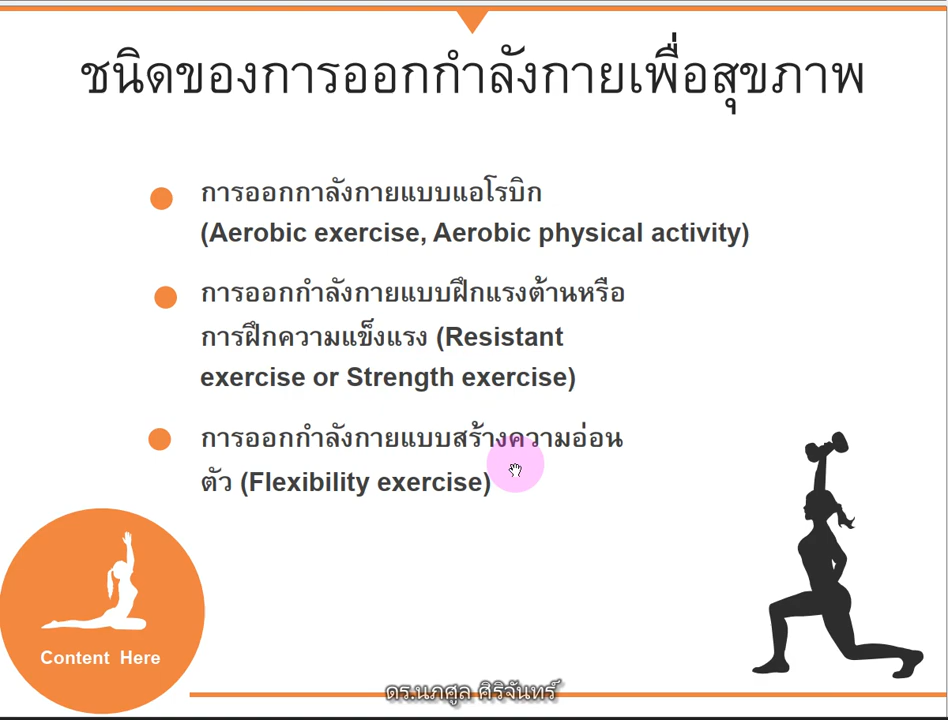 ชนิดของการออกกำลังกายเพื่อสุขภาพ
การออกกาลังกายแบบแอโรบิก
(Aerobic exercise, Aerobic physical activity)
การออกกำลังกายแบบฝึกแรงต้านหรือ
การฝึกความแข็งแรง (Resistant
exercise or Strength exercise)
การออกกำลังกายแบบสร้างความอ่อน
ตัว (Flexibility exercise)
Content Here
ดร.นภศูล ศิริจันทร์